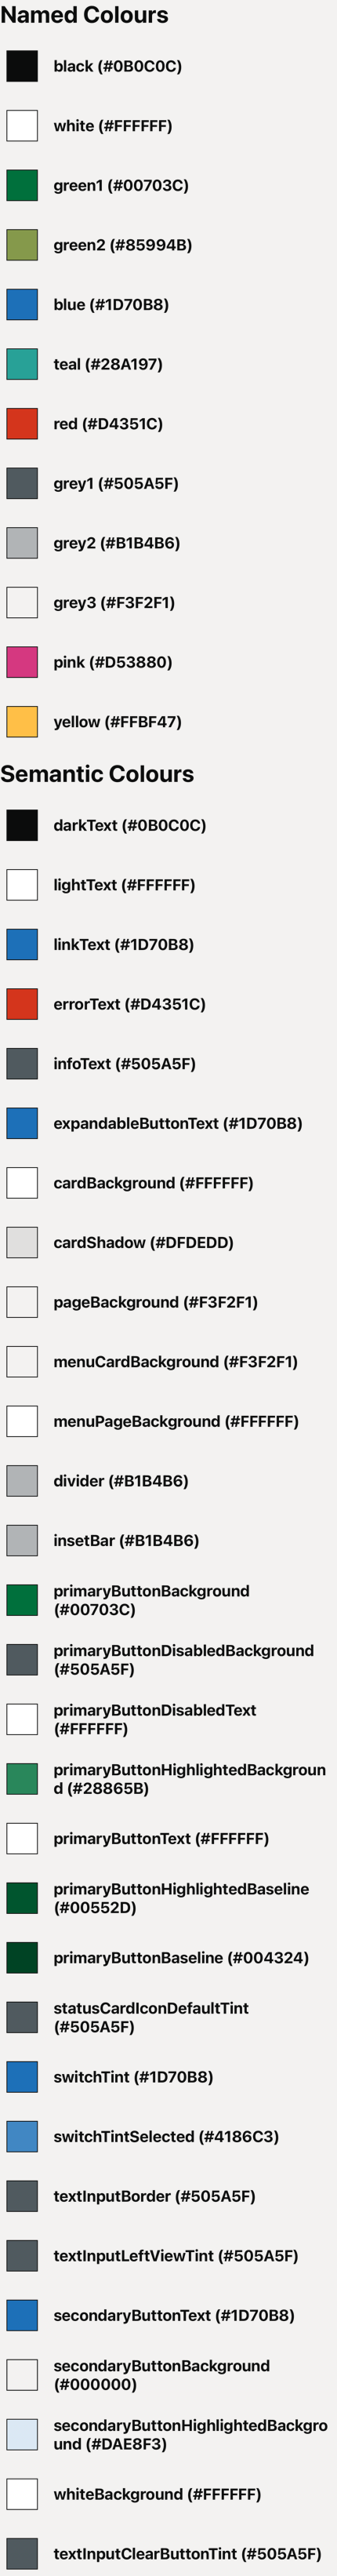 Named Colours
black (#0B0C0C)
white (#FFFFFF)
green1 (#00703C)
green2 (#85994B)
blue (#1D70B8)
teal (#28A197)
red (#D4351C)
grey1 (#505A5F)
grey2 (#B1B4B6)
grey3 (#F3F2F1)
pink (#D53880)
yellow (#FFBF47)
Semantic Colours
darkText (#0B0C0C)
lightText (#FFFFFF)
linkText (#1D70B8)
errorText (#D4351C)
infoText (#505A5F)
expandableButtonText (#1D70B8)
cardBackground (#FFFFFF)
cardShadow (#DFDEDD)
pageBackground (#F3F2F1)
menuCardBackground (#F3F2F1)
menuPageBackground (#FFFFFF)
divider (#B1B4B6)
insetBar (#B1B4B6)
primaryButtonBackground
(#00703C)
primaryButtonDisabledBackground
(#505A5F)
primaryButtonDisabledText
(#FFFFFF)
primaryButtonHighlightedBackgroun
d (#28865B)
primaryButtonText (#FFFFFF)
primaryButtonHighlightedBaseline
(#00552D)
primaryButtonBaseline (#004324)
statusCardIconDefaultTint
(#505A5F)
switchTint (#1D70B8)
switchTintSelected (#4186C3)
textInputBorder (#505A5F)
textInputLeftViewTint (#505A5F)
secondaryButtonText (#1D70B8)
secondaryButtonBackground
(#000000)
secondaryButtonHighlightedBackgro
und (#DAE8F3)
whiteBackground (#FFFFFF)
textInputClearButtonTint (#505A5F)